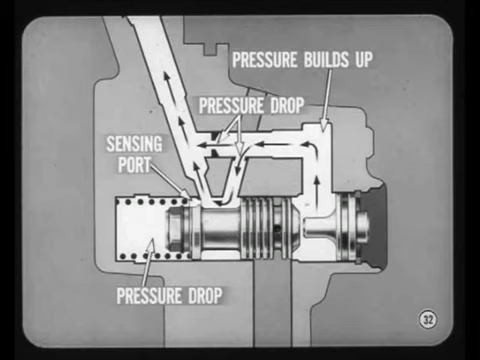 PRESSURE BUILDS UP
PRESSURE DROP
SENSING
PORT
PRESSURE DROP
32